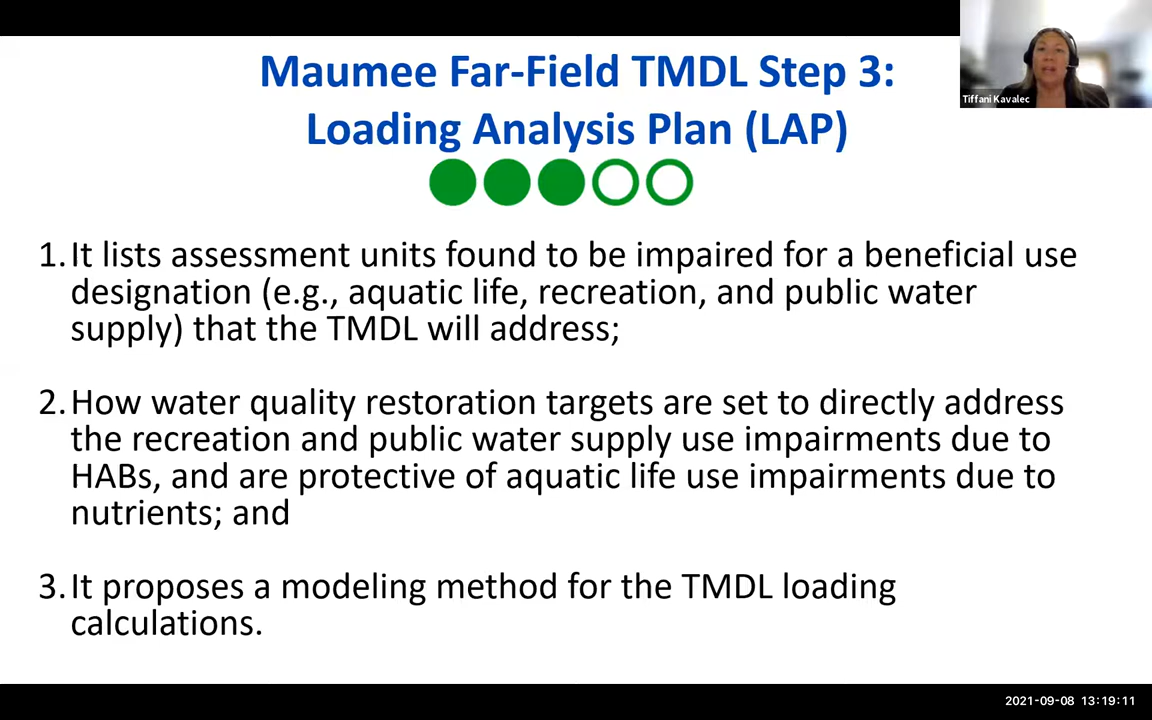 Maumee Far-Field TMDL Step 3:
Loading Analysis Plan (LAP)
Tiffani Kavalec
1. It lists assessment units found to be impaired for a beneficial use
designation (e.g., aquatic life, recreation, and public water
supply) that the TMDL will address;
2. How water quality restoration targets are set to directly address
the recreation and public water supply use impairments due to
HABs, and are protective of aquatic life use impairments due to
nutrients; and
3. It proposes a modeling method for the TMDL loading
calculations.
2021-09-08 13:19:11